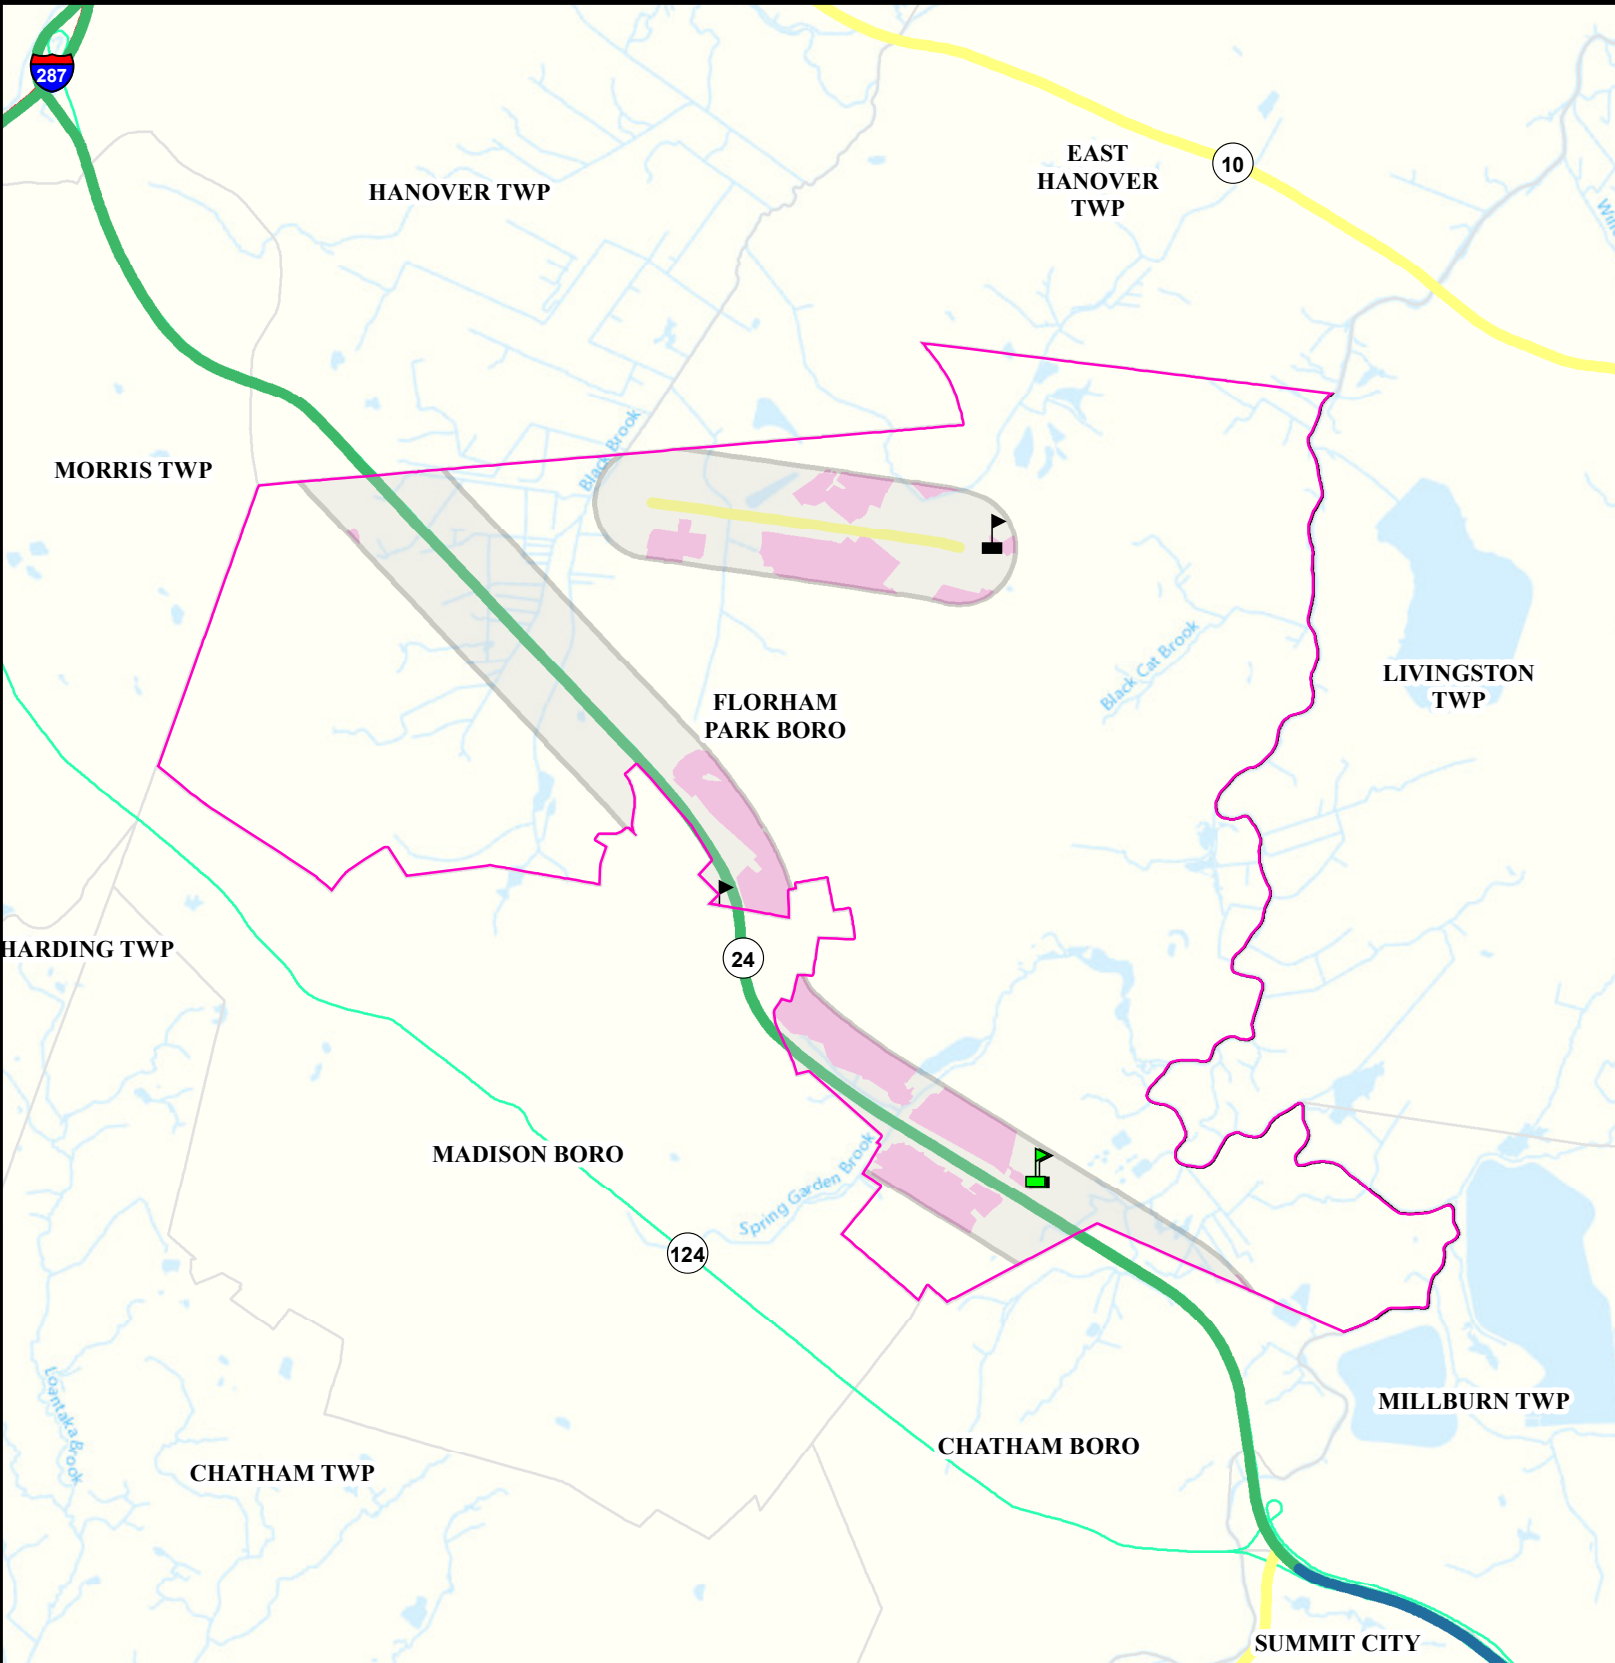 287
EAST
HANOVER
TWP
10
HANOVER TWP
Black Brook
MORRIS TWP
Black Cat Brook
LIVINGSTON
TWP
FLORHAM
PARK BORO
HARDING TWP
24
MADISON BORO
Spring Garden Brook
124
Loantaka
Brook
MILLBURN TWP
CHATHAM BORO
CHATHAM TWP
SUMMIT CITY